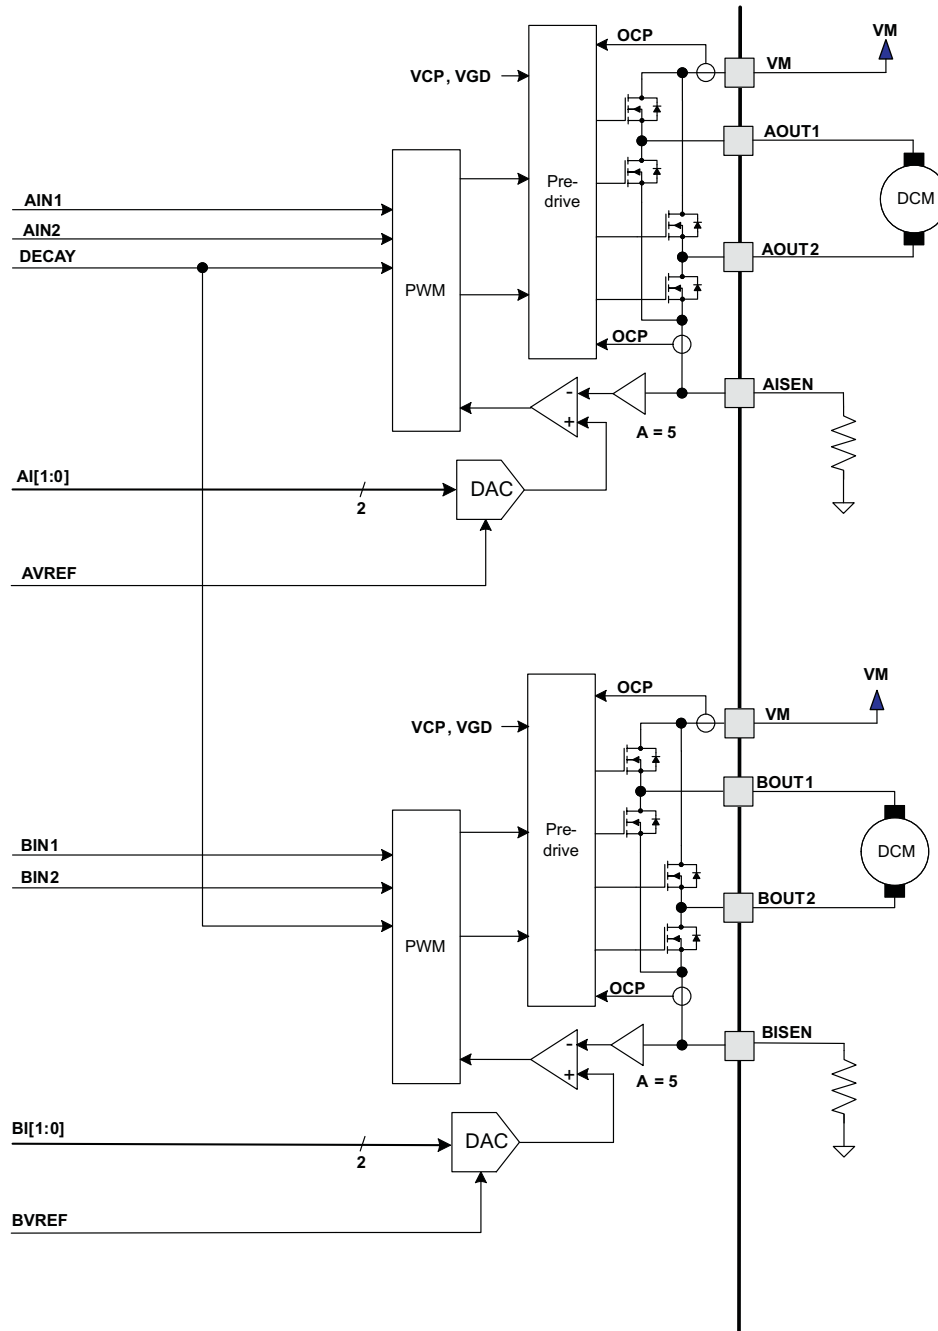 OCP
VM
VCP, VGD
VM
AOUT1
Pre-
drive
DCM
AIN1
AIN2
DECAY
AOUT2
PWM
OCP
AISEN
-
+
A = 5
AI[1:0]
2
DAC
AVREF
VM
OCP
VCP, VGD
VM
BOUT1
Pre-
drive
DCM
BIN1
BIN2
BOUT2
PWM
OCP
BISEN
-
+
A = 5
BI[1:0]
2
DAC
BVREF